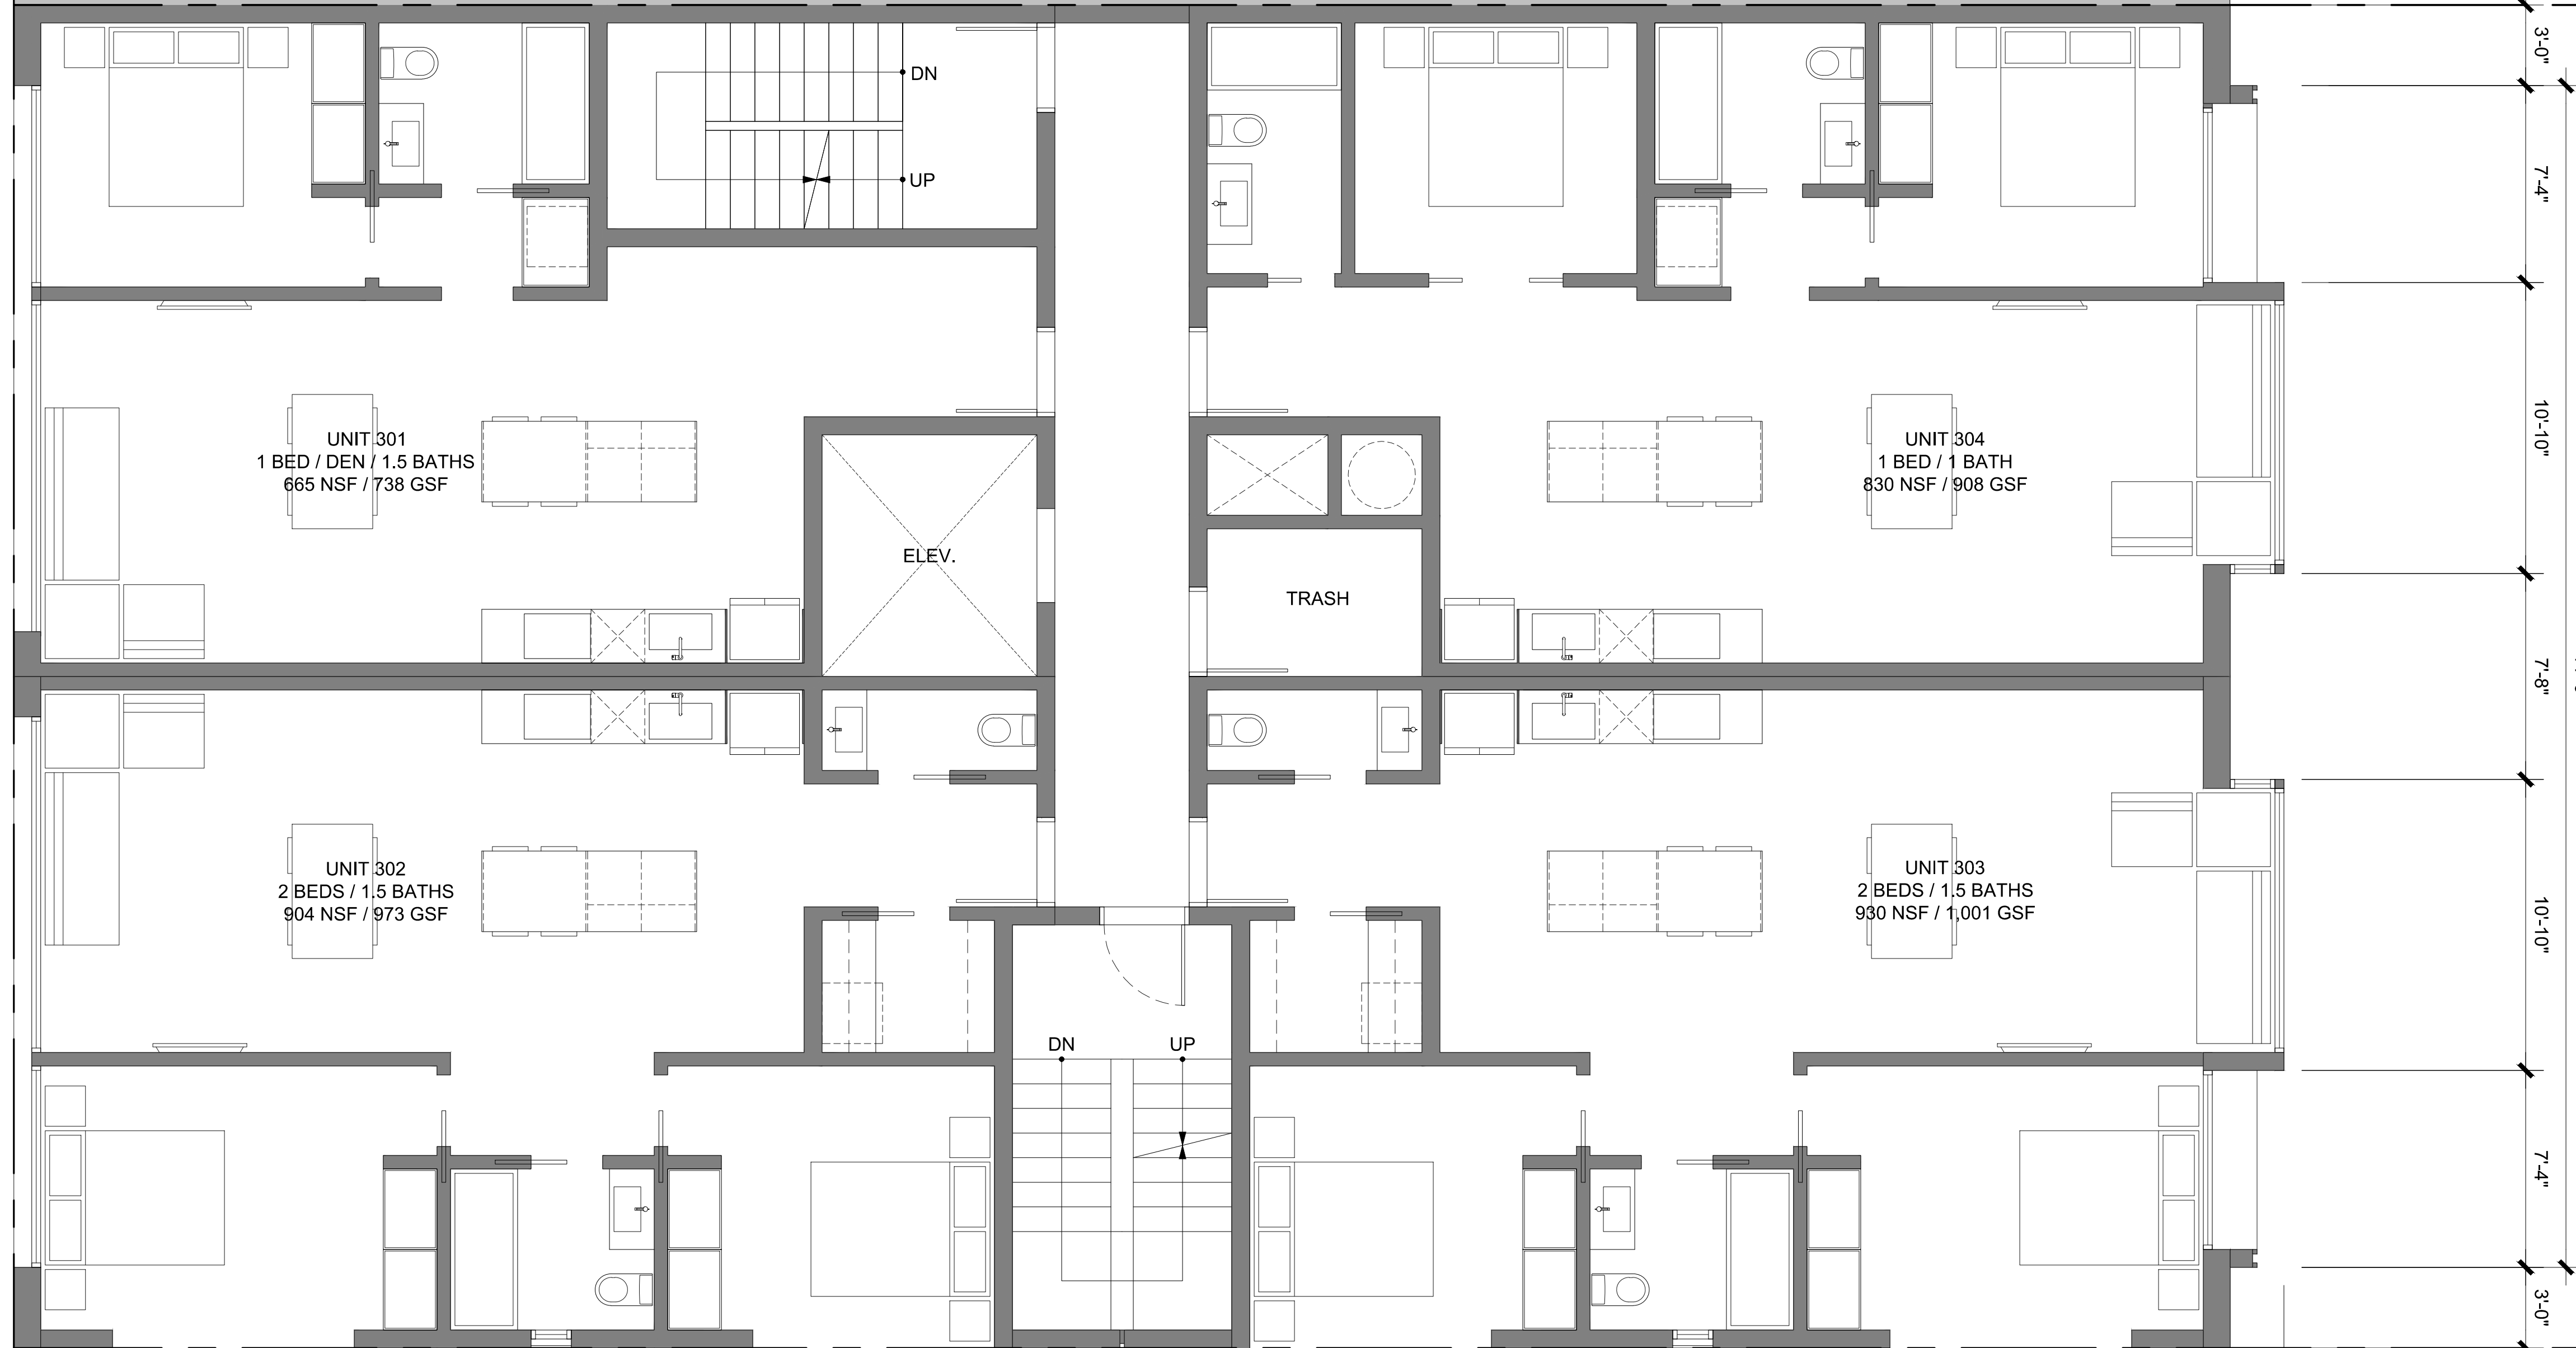 DN
UP
UNIT 301
1 BED / DEN / 1.5 BATHS
665 NSF / 738 GSF
ELEV.
TRASH
UNIT 304
1 BED / 1 BATH
830 NSF / 908 GSF
UNIT 302
2 BEDS / 1.5 BATHS
904 NSF / 973 GSF
UNIT 303
2 BEDS / 1.5 BATHS
930 NSF / 1,001 GSF
DN
UP
3'-0"
7'-4"
10'-10"
7'-8"
10'-10"
7'-4"
3'-0"